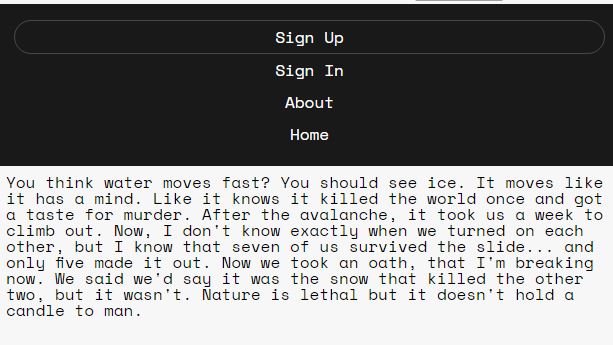 Sign Up
Sign In
About
Home
You think water moves fast? You should see ice. It moves like
it has a mind. Like it knows it killed the world once and got
a taste for murder. After the avalanche, it took us a week to
climb out. Now, I don't know exactly when we turned on each
other, but I know that seven of us survived the slide... and
only five made it out. Now we took an oath, that I'm breaking
now. We said we'd say it was the snow that killed the other
two, but it wasn't. Nature is lethal but it doesn't hold a
candle to man.